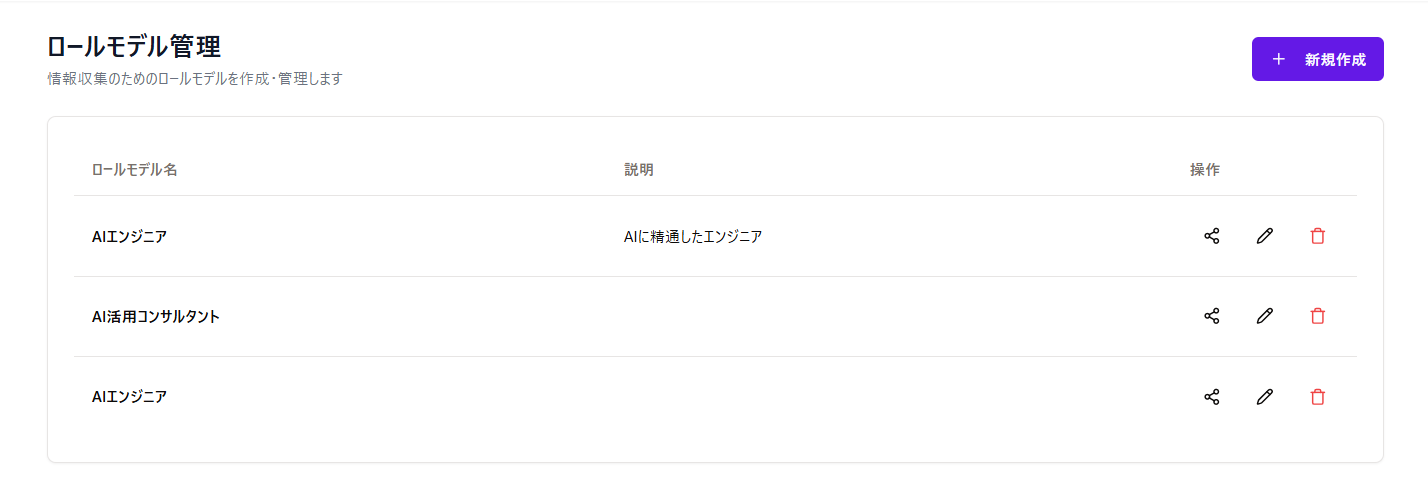 ロールモデル管理
情報収集のためのロールモデルを作成・管理します
+ 新規作成
ロールモデル名 説明 操作
AIエンジニア AIに精通したエンジニア
AI活用コンサルタント
AIエンジニア